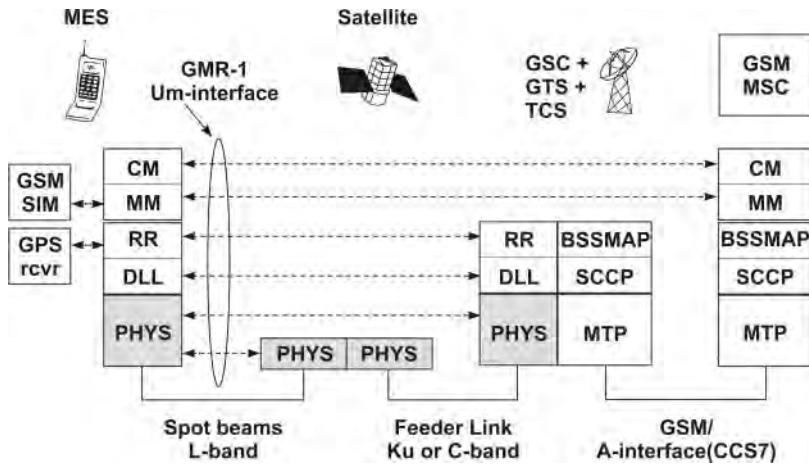 MES
Satellite
GMR-1
Um-interface
GSC +
GTS +
TCS
GSM
MSC
GSM
SIM
GPS
rcvr
CM
MM
RR
DLL
PHYS
PHYS
PHYS
RR
BSSMAP
DLL
SCCP
PHYS
MTP
CM
MM
BSSMAP
SCCP
MTP
Spot beams
L-band
Feeder Link
Ku or C-band
GSM/
A-interface(CCS7)